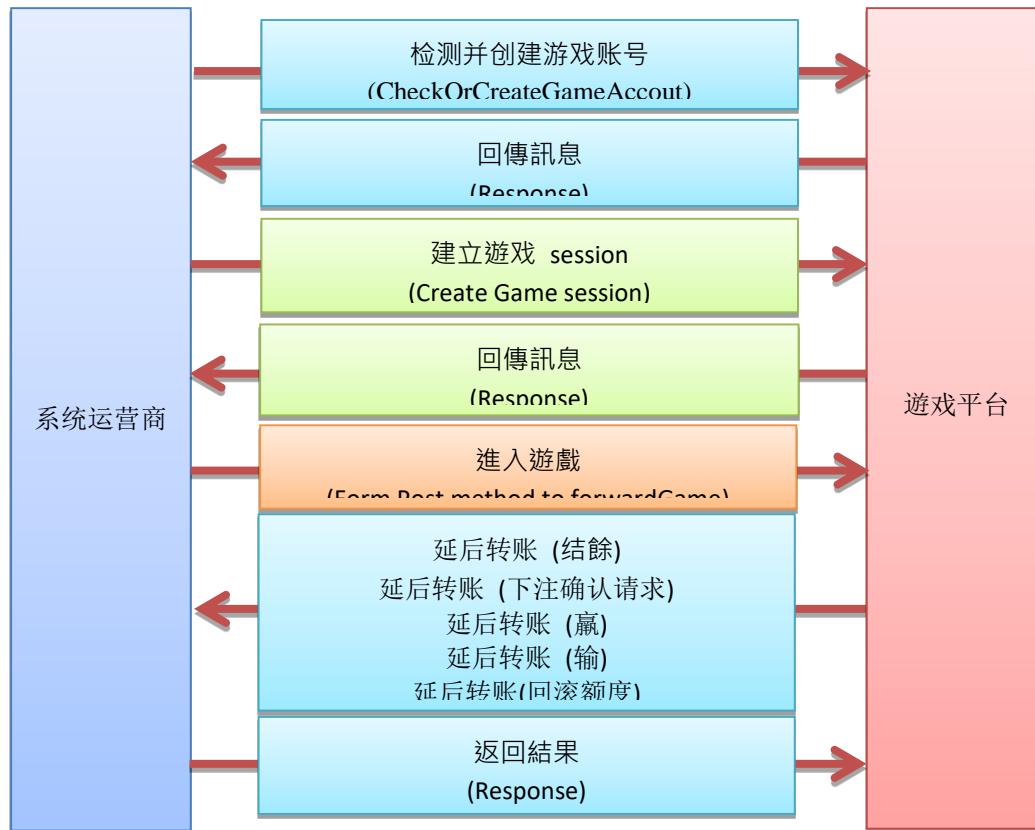 检测并创建游戏账号
(CheckOrCreateGameAccout)
回傳訊息
(Response)
建立遊戏 session
(Create Game session)
回傳訊息
(Response)
系统运营商
遊戏平台
進入遊戲
(Form Post method to forwardGame)
延后转账 (结餘)
延后转账 (下注确认请求)
延后转账 (赢)
延后转账 (输)
延后转账(回滚额度)
返回結果
(Response)